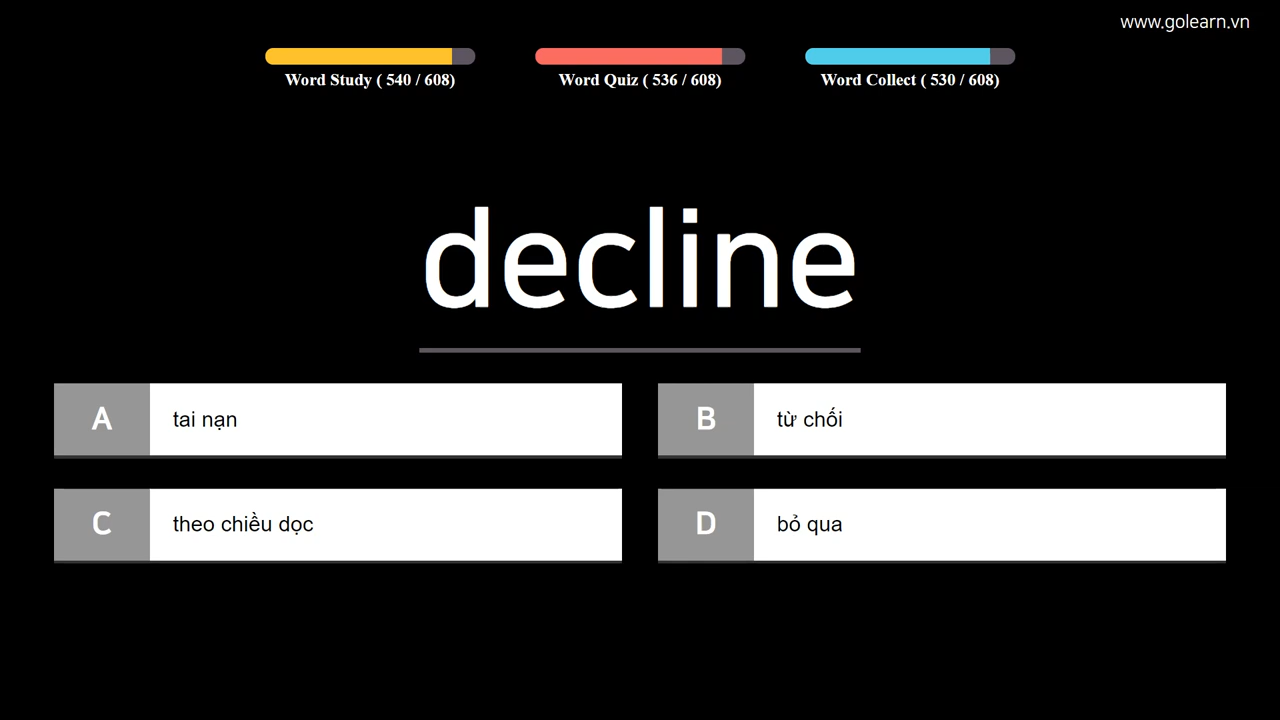 www.golearn.vn
Word Study ( 540 / 608)
Word Quiz ( 536 / 608)
Word Collect ( 530 / 608)
decline
A tai nạn
B từ chối
C theo chiều dọc
D bỏ qua